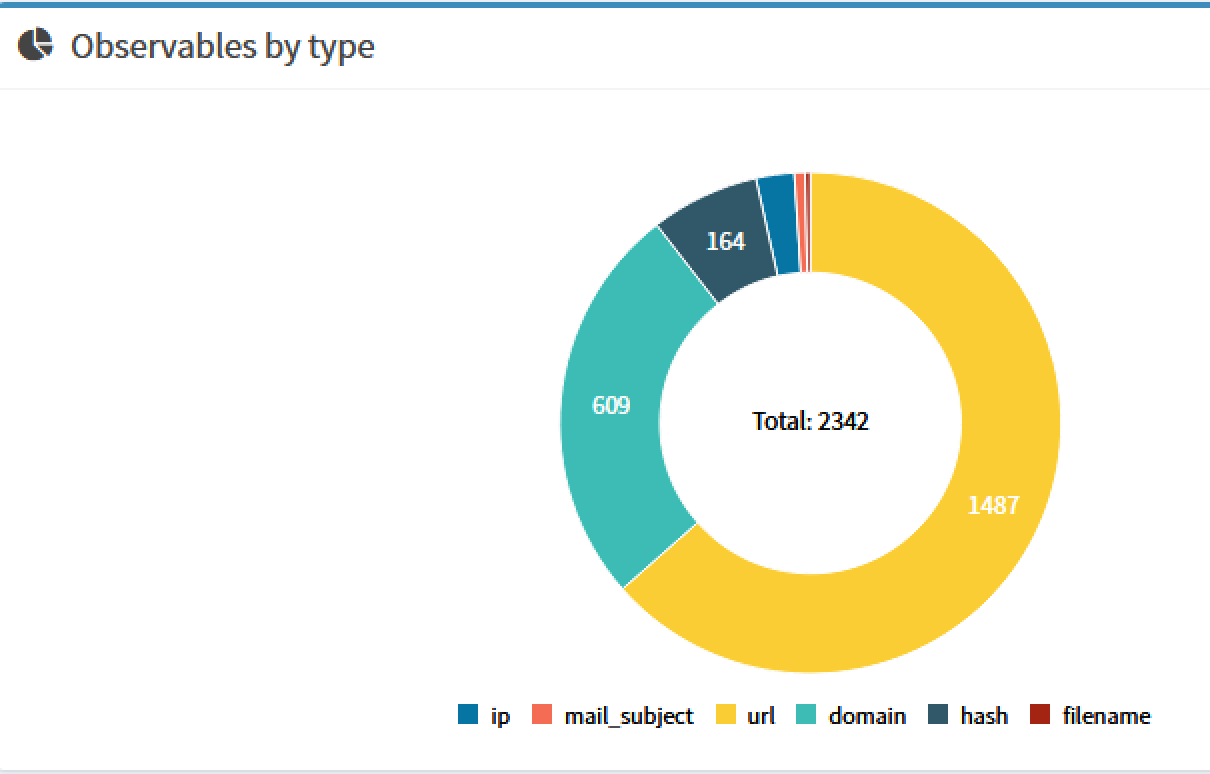 Observables by type
164
609
Total: 2342
1487
ip mail_subject url domain hash filename